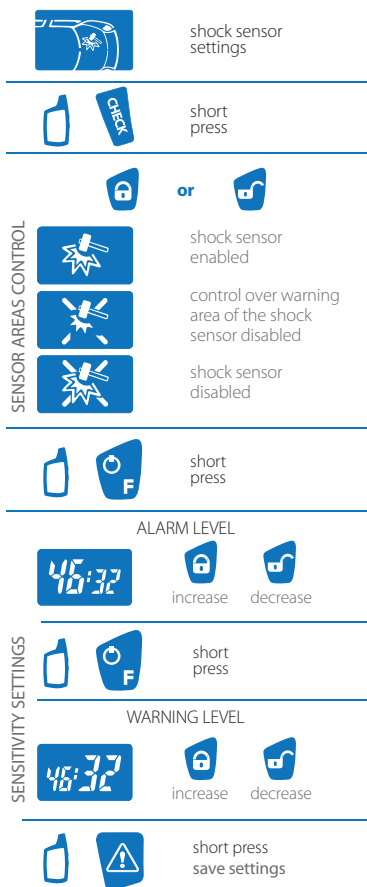 shock sensor
settings
CHECK
short
press
or
SENSOR AREAS CONTROL
shock sensor
enabled
control over warning
area of the shock
sensor disabled
shock sensor
disabled
F
short
press
SENSITIVITY SETTINGS
ALARM LEVEL
46:32
increase decrease
F
short
press
WARNING LEVEL
46:32
increase decrease
short press
save settings